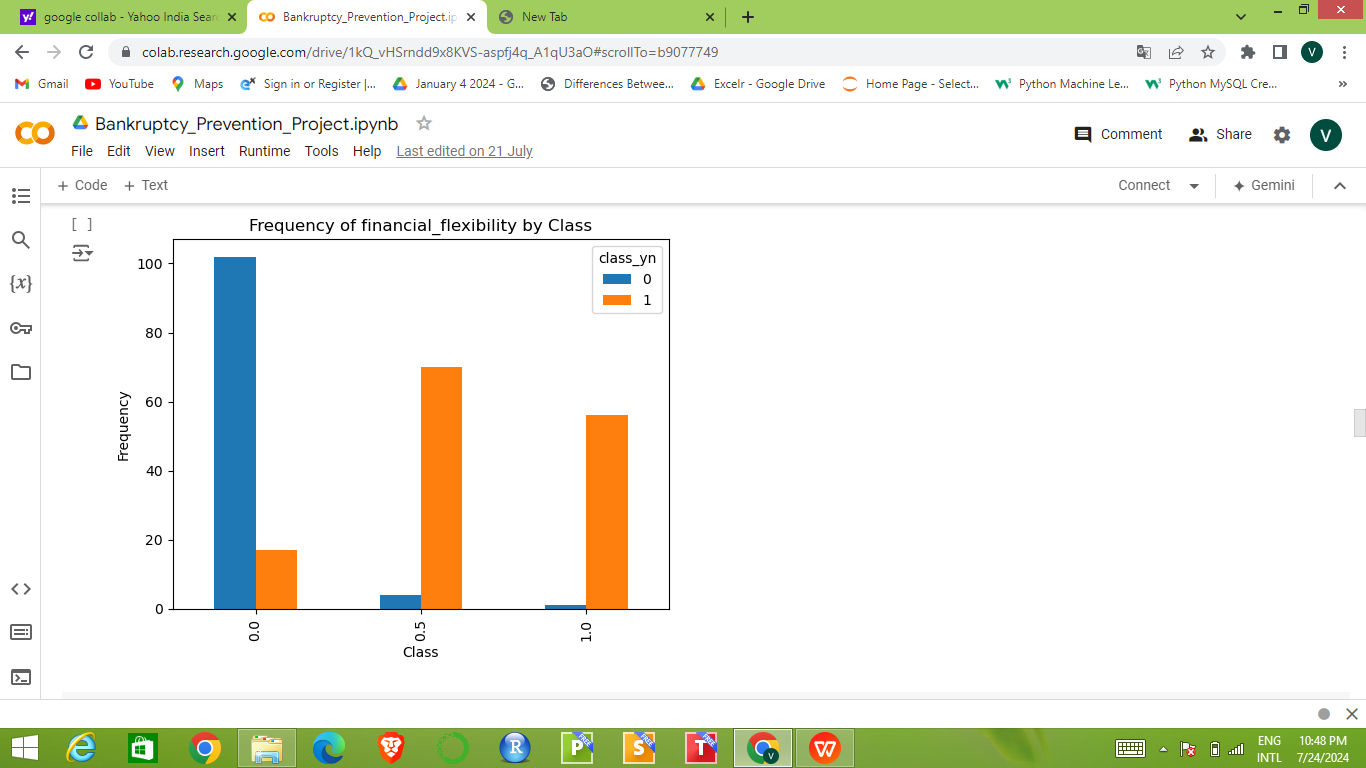 google collab - Yahoo India Sear
Bankruptcy_Prevention_Project.ip
New Tab
colab.research.google.com/drive/1kQ_vHSrndd9x8KVS-aspfj4q_A1qU3aO#scrollTo=b9077749
Gmail YouTube Maps Sign in or Register |... January 4 2024 - G... Differences Betwee... Excelr - Google Drive Home Page - Select... Python Machine Le... Python MySQL Cre... »
Bankruptcy_Prevention_Project.ipynb
Comment Share V
File Edit View Insert Runtime Tools Help Last edited on 21 July
+ Code + Text Connect Gemini
[ ]
{x}
Frequency of financial_flexibility by Class
class_yn
0
1
100
80
60
40
20
0
Frequency
0.0 0.5 1.0
Class
ENG 10:48 PM
INTL 7/24/2024